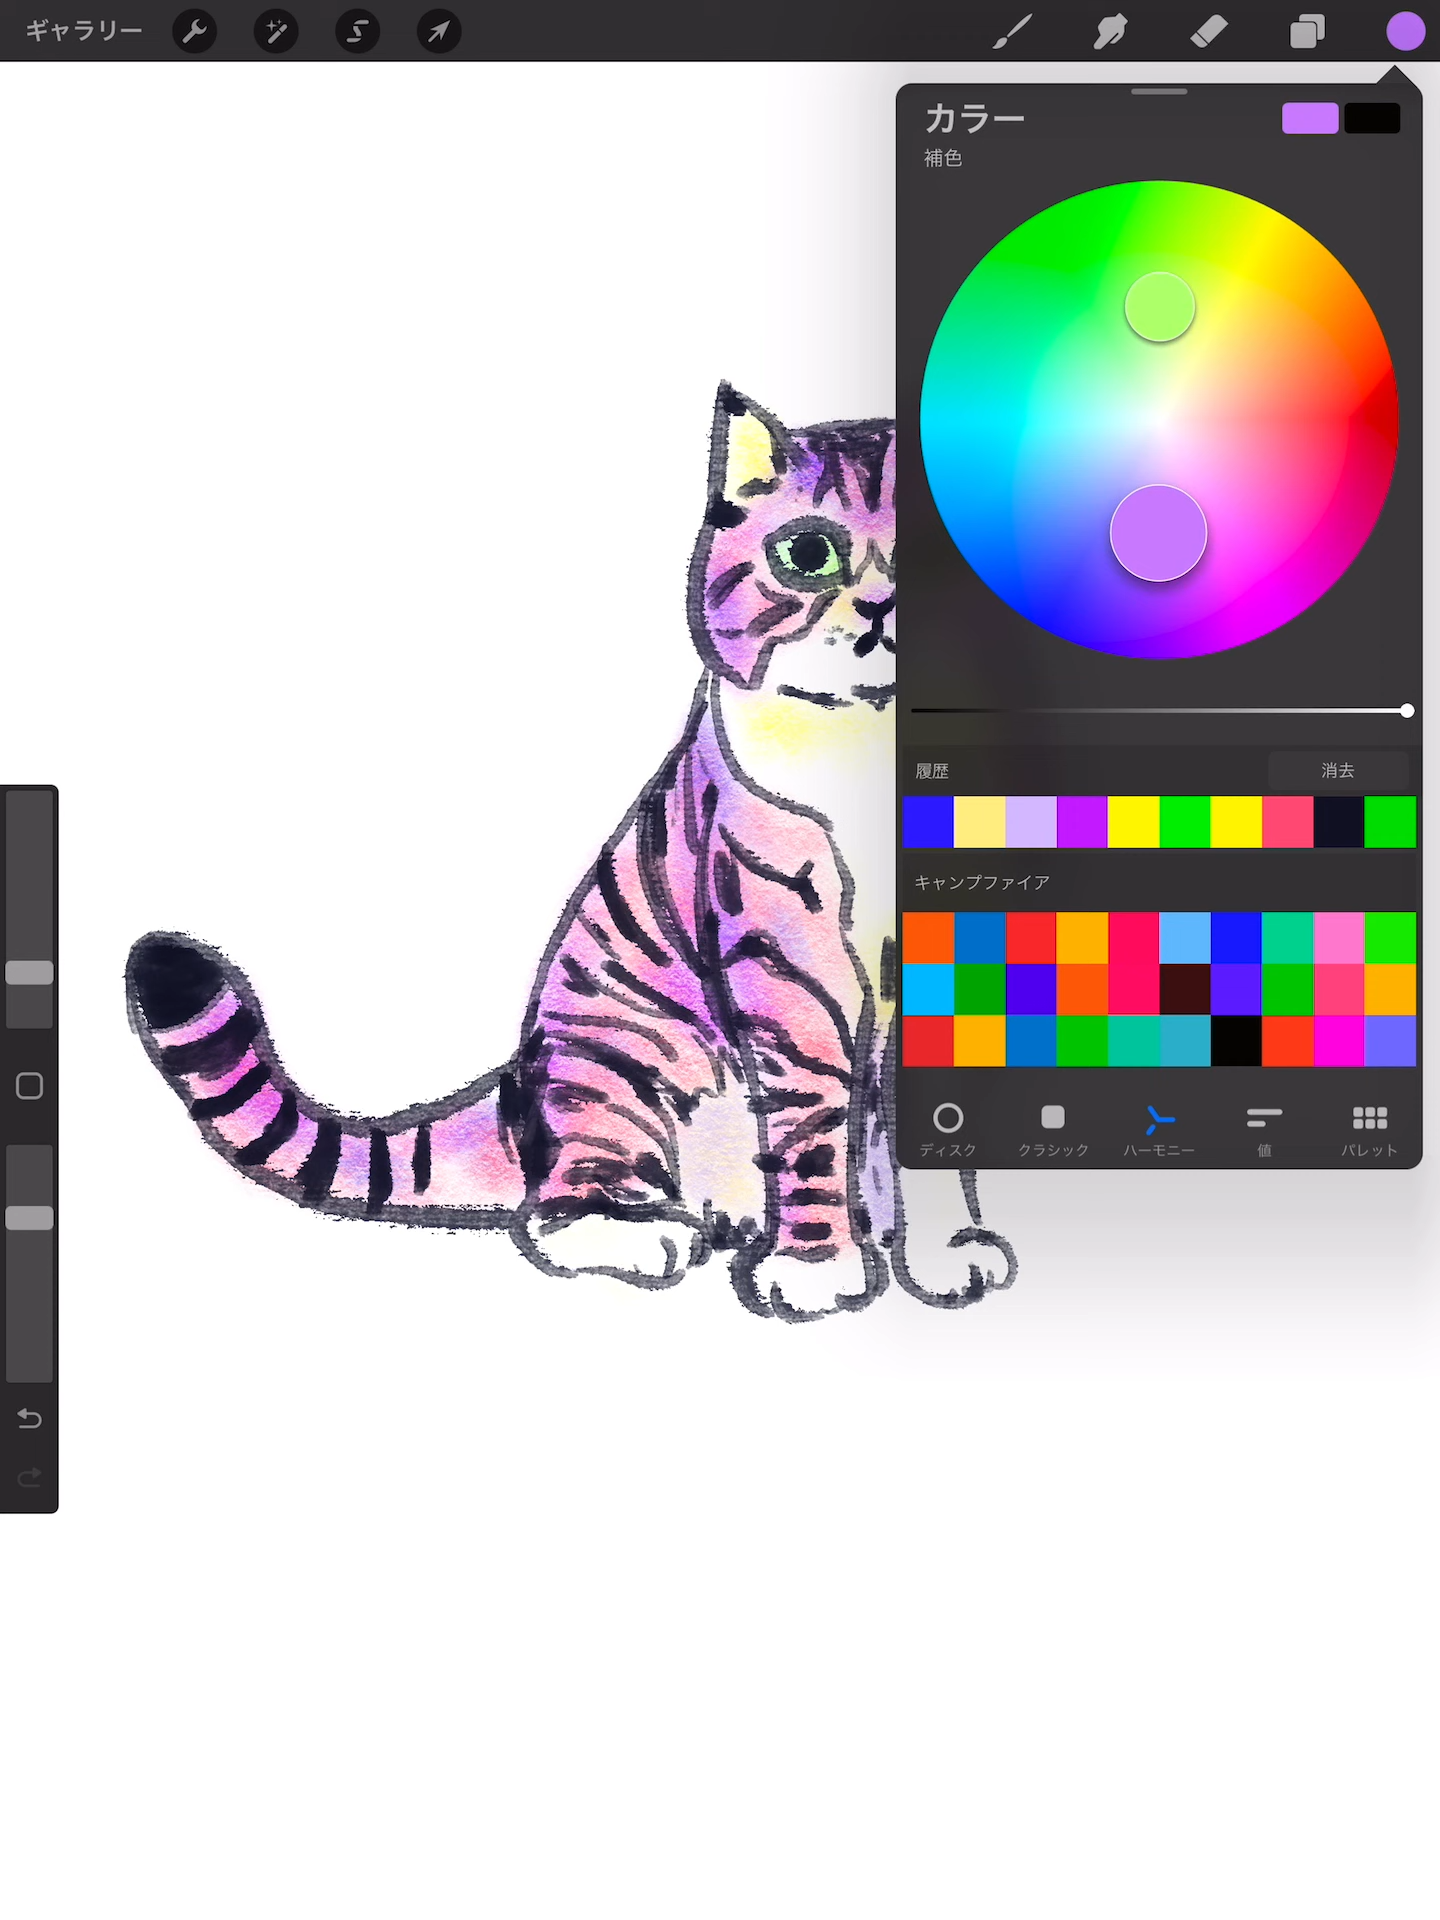 ギャラリー
カラー
補色
履歴
消去
キャンプファイア
ディスク
クラシック
ハーモニー
値
パレット